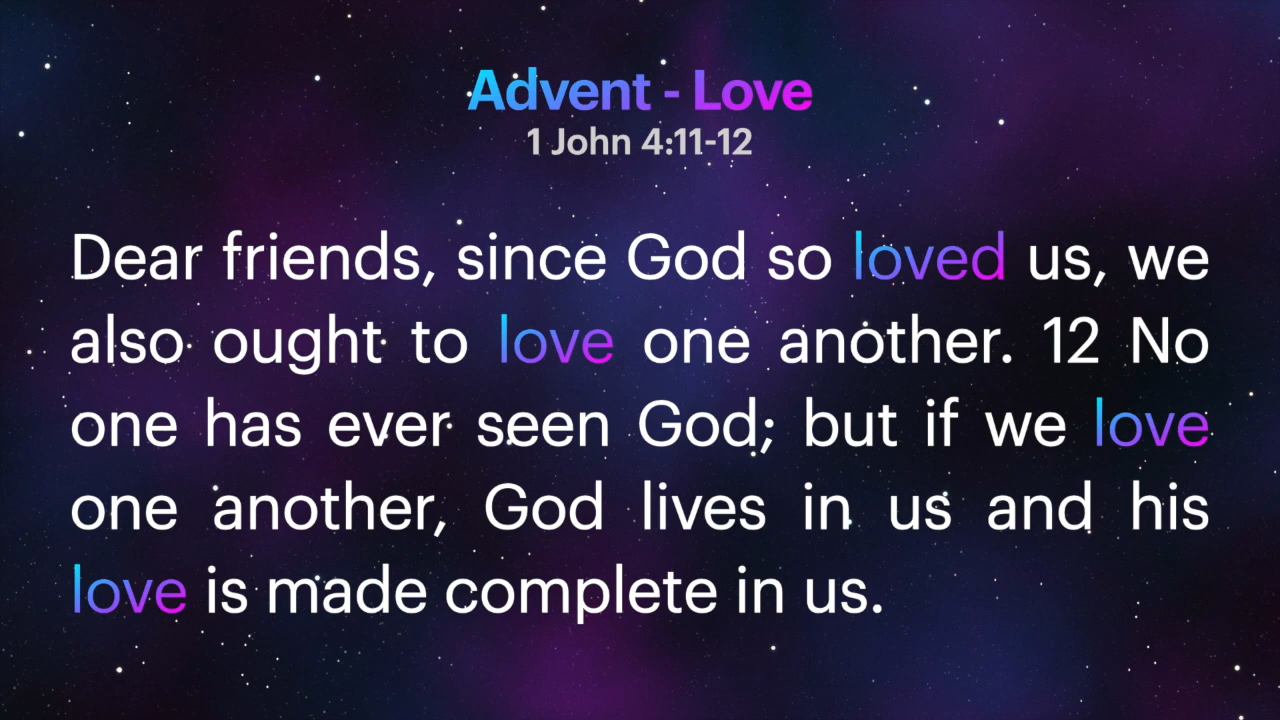 Advent - Love
1 John 4:11-12
Dear friends, since God so loved us, we
also ought to love one another. 12 No
one has ever seen God; but if we love
one another, God lives in us and his
love is made complete in us.